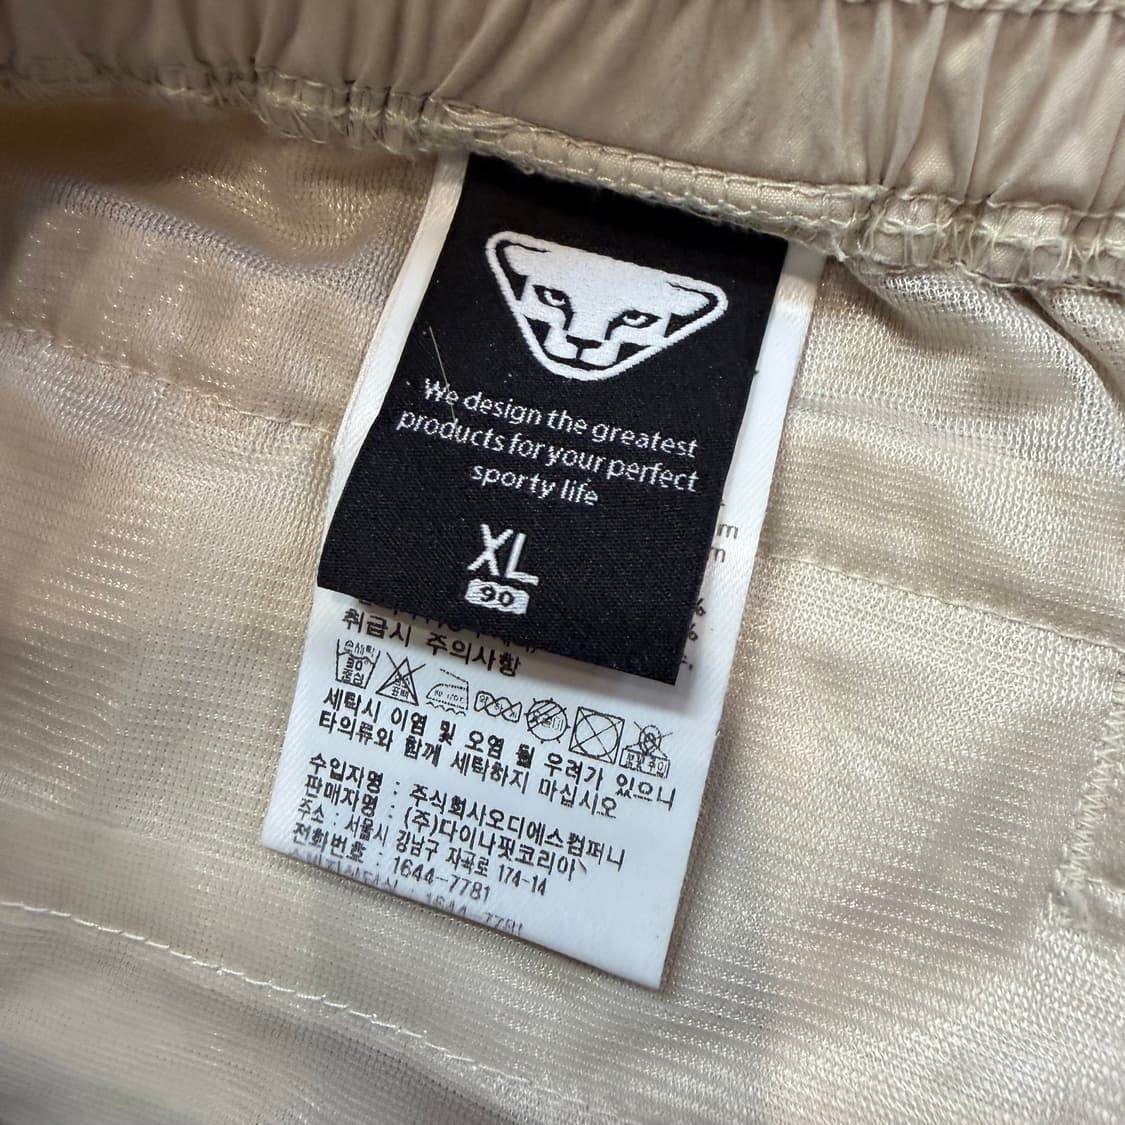 We design the greatest
products for your perfect
sporty life
XL
90
m
m
%
%
취급시 주의사항
세탁시 이염 및 오염 될 우려가 있으니
타의류와 함께 세탁하지 마십시오
수입자명 : 주식회사오디에스컴퍼니
판매자명 : (주)다이나핏코리아
주소 : 서울시 강남구 자곡로 174-14
전화번호 : 1644-7781
: 1644-7781